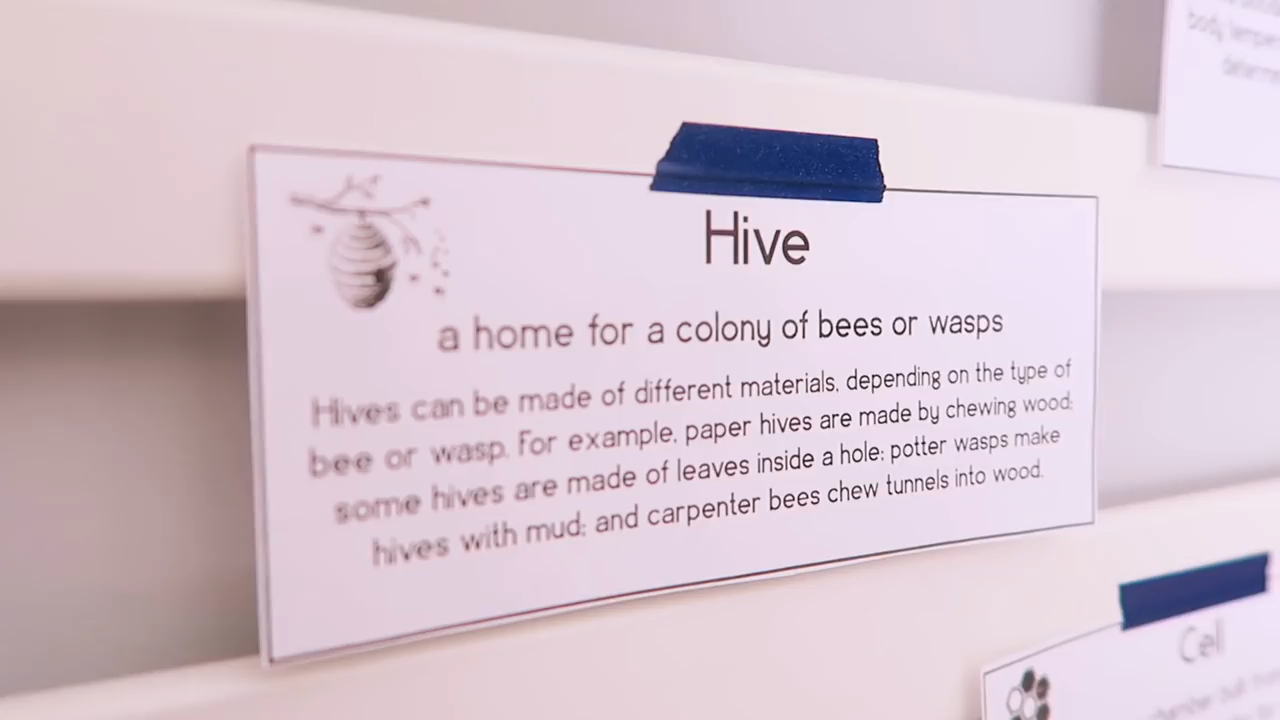 body
Hive
a home for a colony of bees or wasps
Hives can be made of different materials, depending on the type of
bee or wasp. For example, paper hives are made by chewing wood;
some hives are made of leaves inside a hole; potter wasps make
hives with mud; and carpenter bees chew tunnels into wood.
Cell